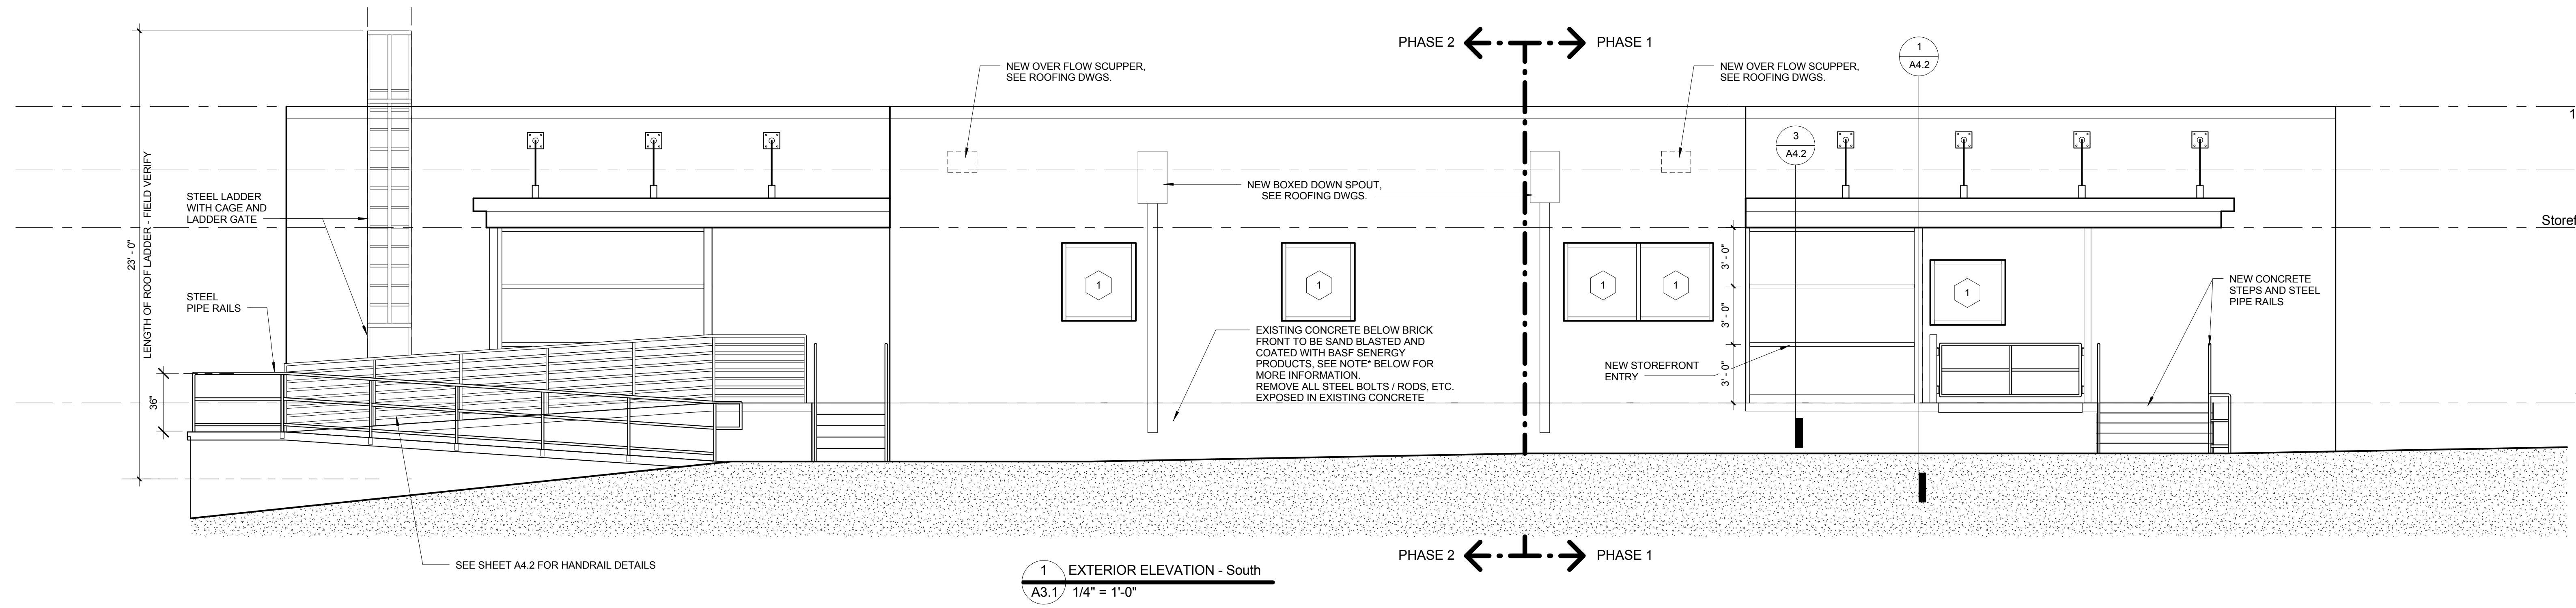 PHASE 2
PHASE 1
1
A4.2
NEW OVER FLOW SCUPPER,
SEE ROOFING DWGS.
NEW OVER FLOW SCUPPER,
SEE ROOFING DWGS.
1
3
A4.2
23' - 0"
LENGTH OF ROOF LADDER - FIELD VERIFY
STEEL LADDER
WITH CAGE AND
LADDER GATE
NEW BOXED DOWN SPOUT,
SEE ROOFING DWGS.
Storef
STEEL
PIPE RAILS
1
1
1
1
1
3' - 0"
3' - 0"
3' - 0"
NEW CONCRETE
STEPS AND STEEL
PIPE RAILS
EXISTING CONCRETE BELOW BRICK
FRONT TO BE SAND BLASTED AND
COATED WITH BASF SENERGY
PRODUCTS, SEE NOTE* BELOW FOR
MORE INFORMATION.
REMOVE ALL STEEL BOLTS / RODS, ETC.
EXPOSED IN EXISTING CONCRETE
NEW STOREFRONT
ENTRY
36"
SEE SHEET A4.2 FOR HANDRAIL DETAILS
PHASE 2
PHASE 1
1
A3.1
EXTERIOR ELEVATION - South
1/4" = 1'-0"